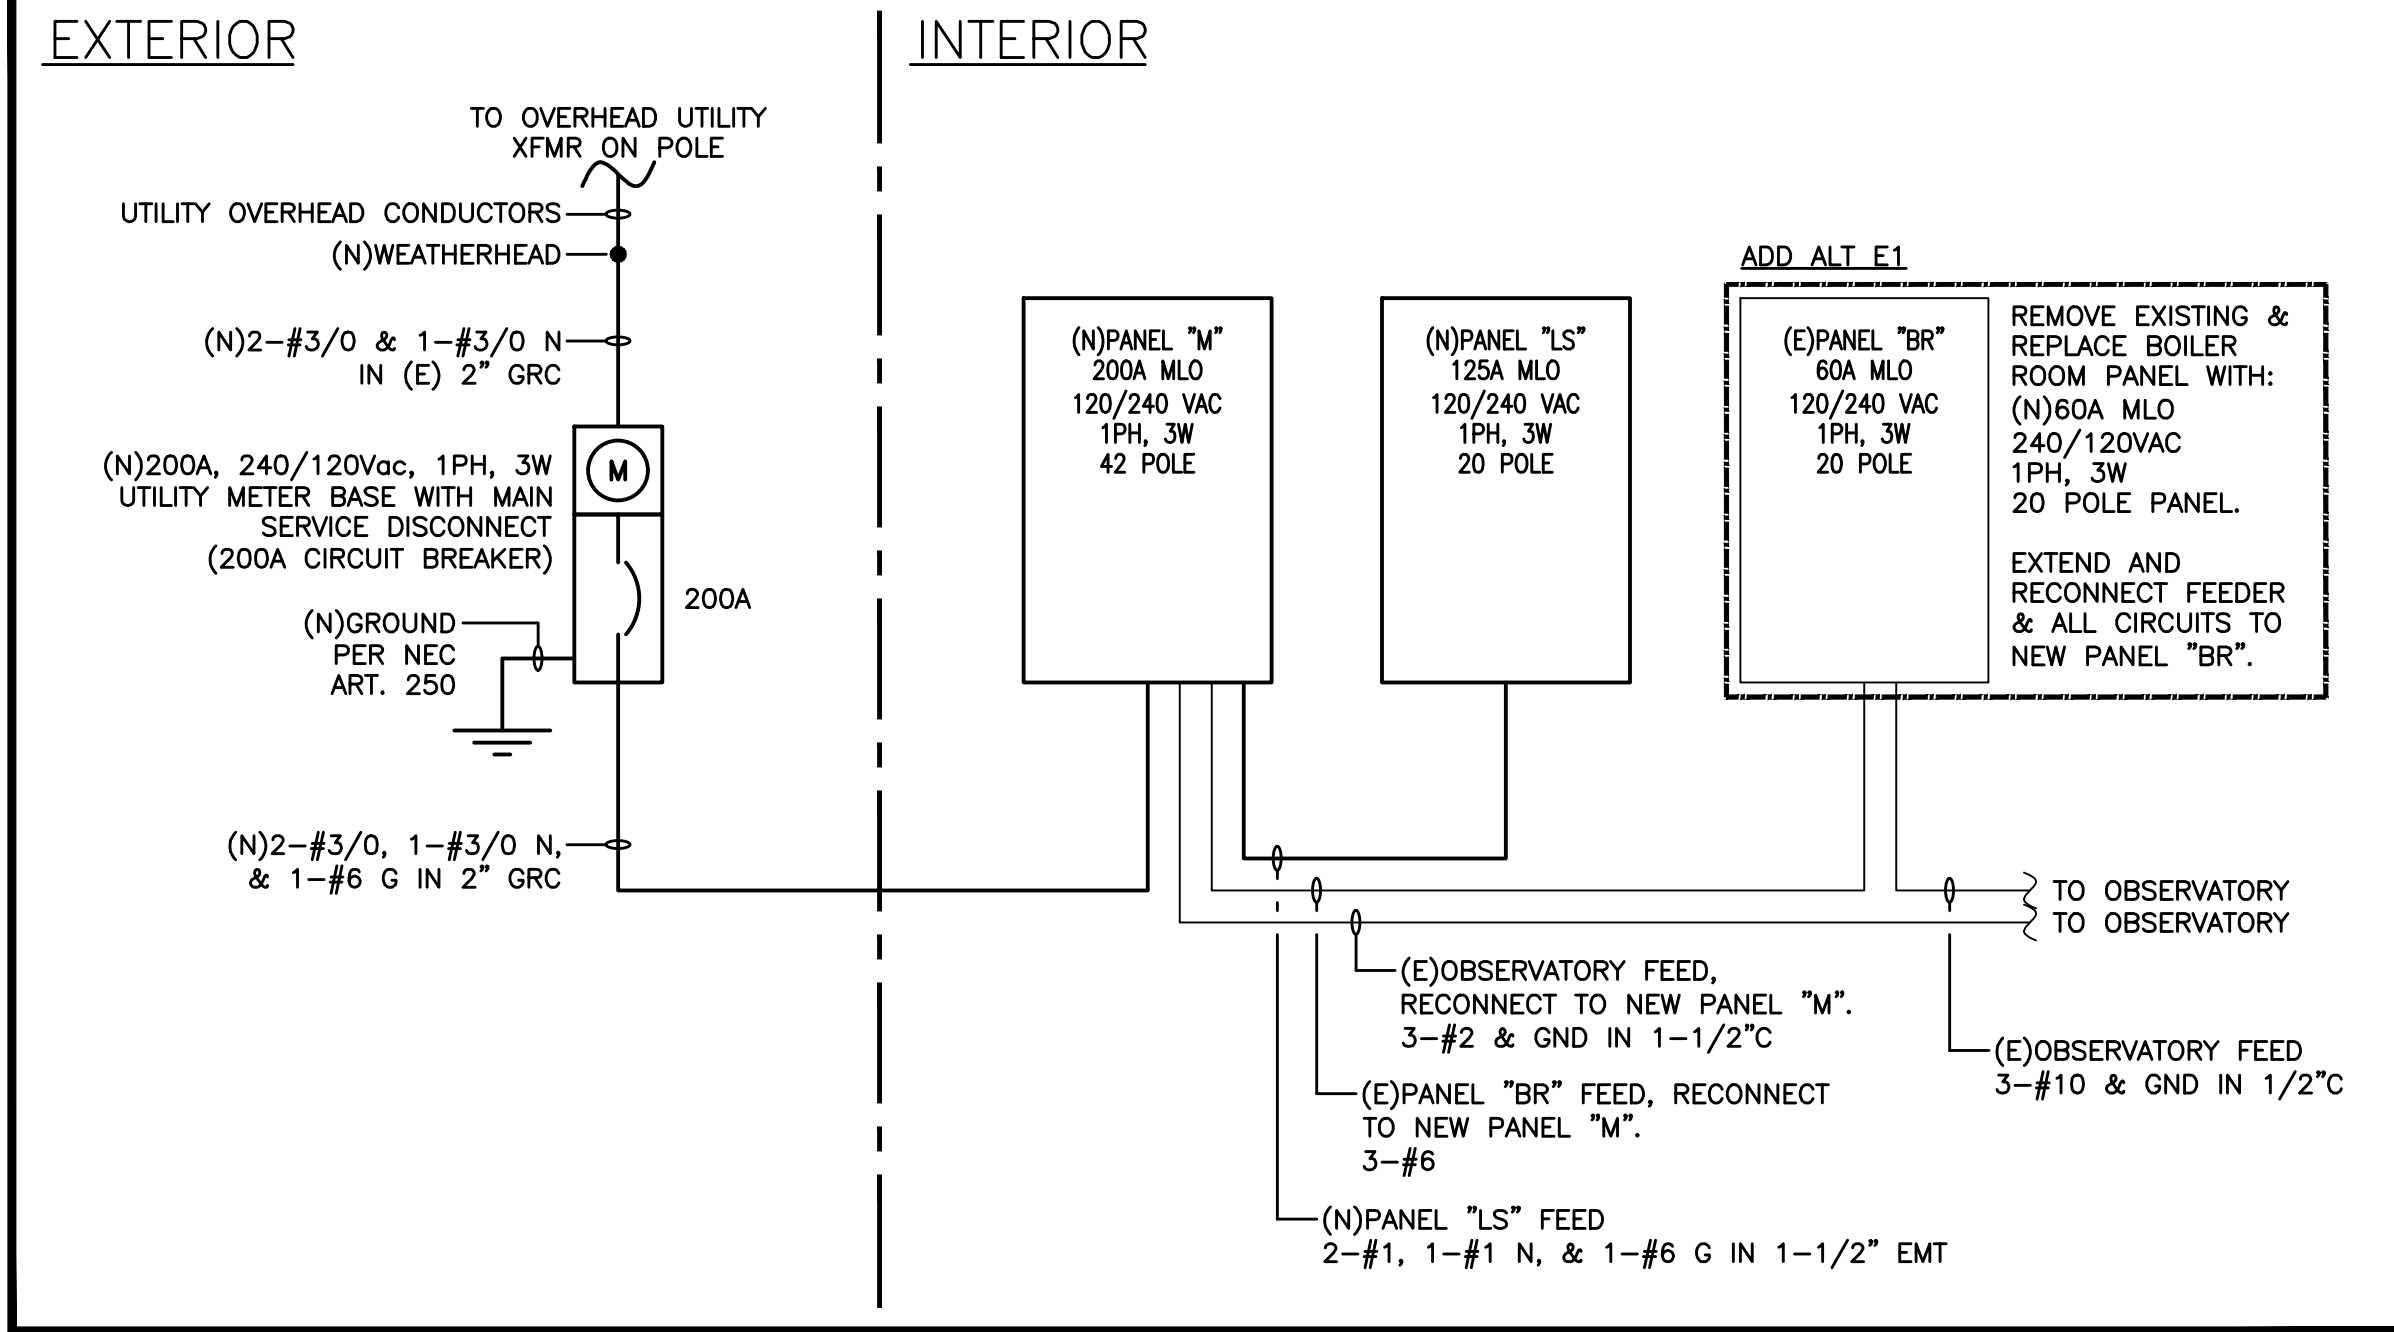 EXTERIOR
TO OVERHEAD UTILITY
XFMR ON POLE
UTILITY OVERHEAD CONDUCTORS
(N)WEATHERHEAD
(N)2-#3/0 & 1-#3/0 N
IN (E) 2" GRC
(N)200A, 240/120Vac, 1PH, 3W
UTILITY METER BASE WITH MAIN
SERVICE DISCONNECT
(200A CIRCUIT BREAKER)
M
200A
(N)GROUND
PER NEC
ART. 250
(N)2-#3/0, 1-#3/0 N,
& 1-#6 G IN 2" GRC
INTERIOR
(N)PANEL "M"
200A MLO
120/240 VAC
1PH, 3W
42 POLE
(N)PANEL "LS"
125A MLO
120/240 VAC
1PH, 3W
20 POLE
ADD ALT E1
(E)PANEL "BR"
60A MLO
120/240 VAC
1PH, 3W
20 POLE
REMOVE EXISTING &
REPLACE BOILER
ROOM PANEL WITH:
(N)60A MLO
240/120VAC
1PH, 3W
20 POLE PANEL.
EXTEND AND
RECONNECT FEEDER
& ALL CIRCUITS TO
NEW PANEL "BR".
TO OBSERVATORY
TO OBSERVATORY
(E)OBSERVATORY FEED,
RECONNECT TO NEW PANEL "M".
3-#2 & GND IN 1-1/2"C
(E)OBSERVATORY FEED
3-#10 & GND IN 1/2"C
(E)PANEL "BR" FEED, RECONNECT
TO NEW PANEL "M".
3-#6
(N)PANEL "LS" FEED
2-#1, 1-#1 N, & 1-#6 G IN 1-1/2" EMT